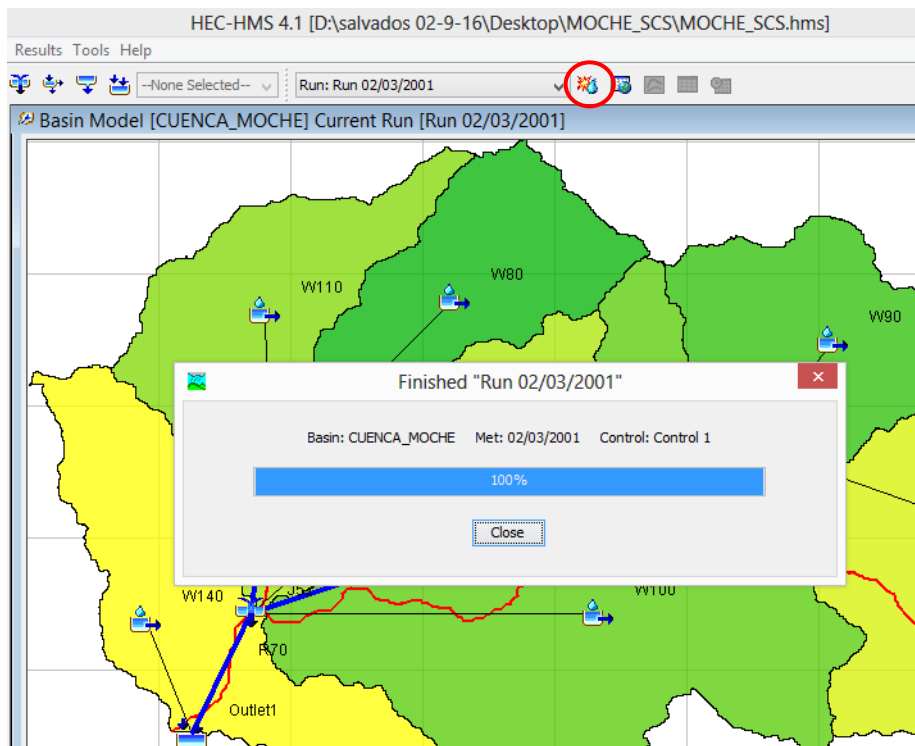 HEC-HMS 4.1 [D:\salvados 02-9-16\Desktop\MOCHE_SCS\MOCHE_SCS.hms]
Results Tools Help
--None Selected-- Run: Run 02/03/2001
Basin Model [CUENCA_MOCHE] Current Run [Run 02/03/2001]
W80
W110
W90
Finished "Run 02/03/2001"
Basin: CUENCA_MOCHE Met: 02/03/2001 Control: Control 1
100%
Close
W140
W100
R70
Outlet1